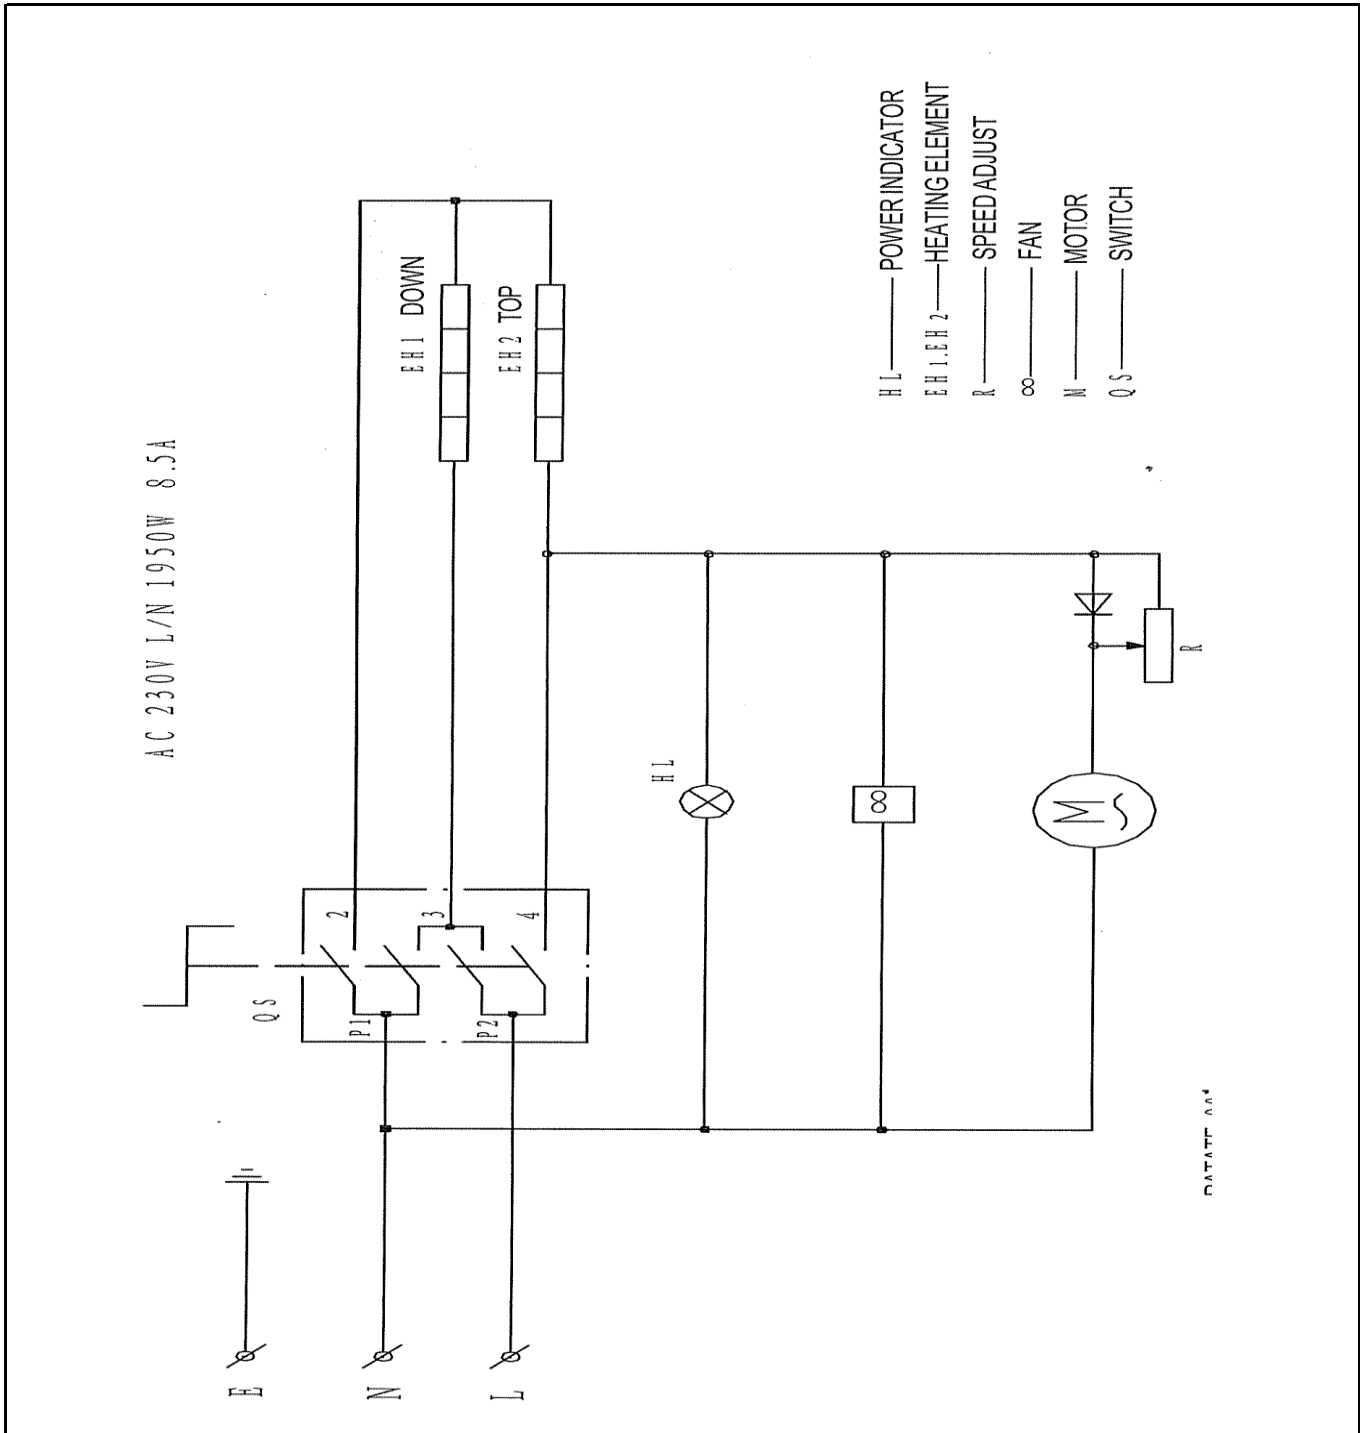 AC 230V L/N 1950W 8.5A
EH1 DOWN
EH2 TOP
HL POWER INDICATOR
EH1.EH2 HEATING ELEMENT
R SPEED ADJUST
∞ FAN
M MOTOR
QS SWITCH
QS
2
3
4
P1
P2
HL
∞
M
R
E
N
L